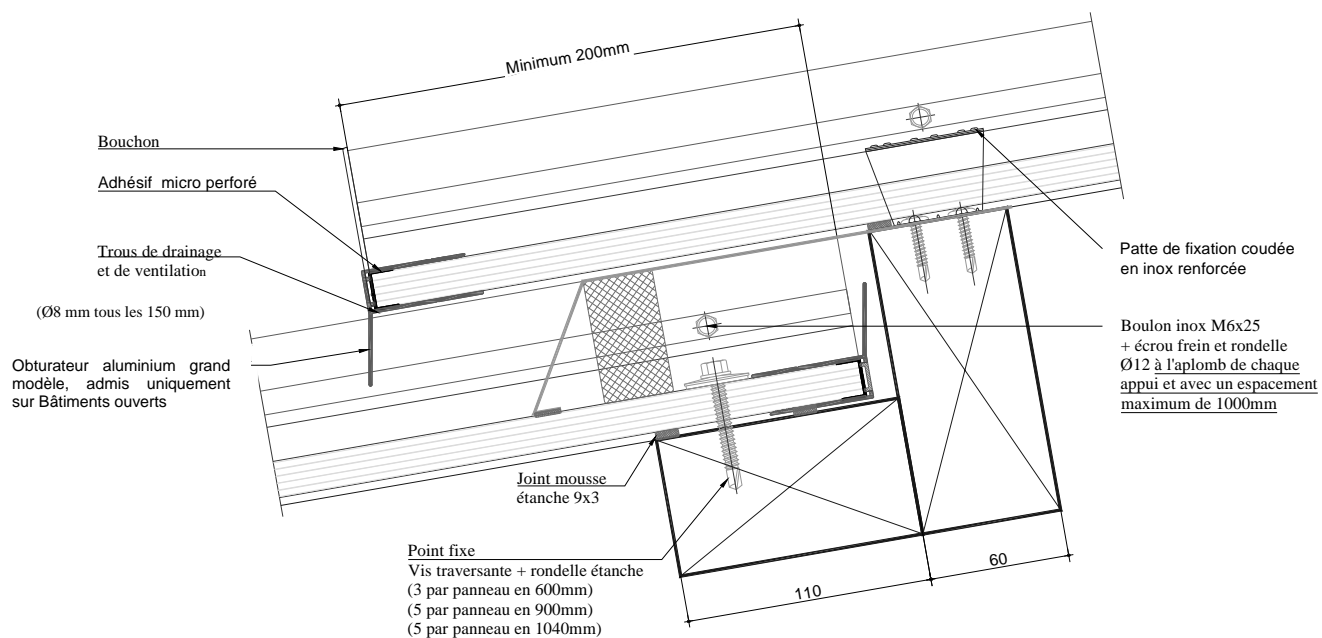 Minimum 200mm
Bouchon
Adhésif micro perforé
Trous de drainage
et de ventilation
(Ø8 mm tous les 150 mm)
Obturateur aluminium grand
modèle, admis uniquement
sur Bâtiments ouverts
Patte de fixation coudée
en inox renforcée
Boulon inox M6x25
+ écrou frein et rondelle
Ø12 à l'aplomb de chaque
appui et avec un espacement
maximum de 1000mm
Joint mousse
étanche 9x3
Point fixe
Vis traversante + rondelle étanche
(3 par panneau en 600mm)
(5 par panneau en 900mm)
(5 par panneau en 1040mm)
110
60